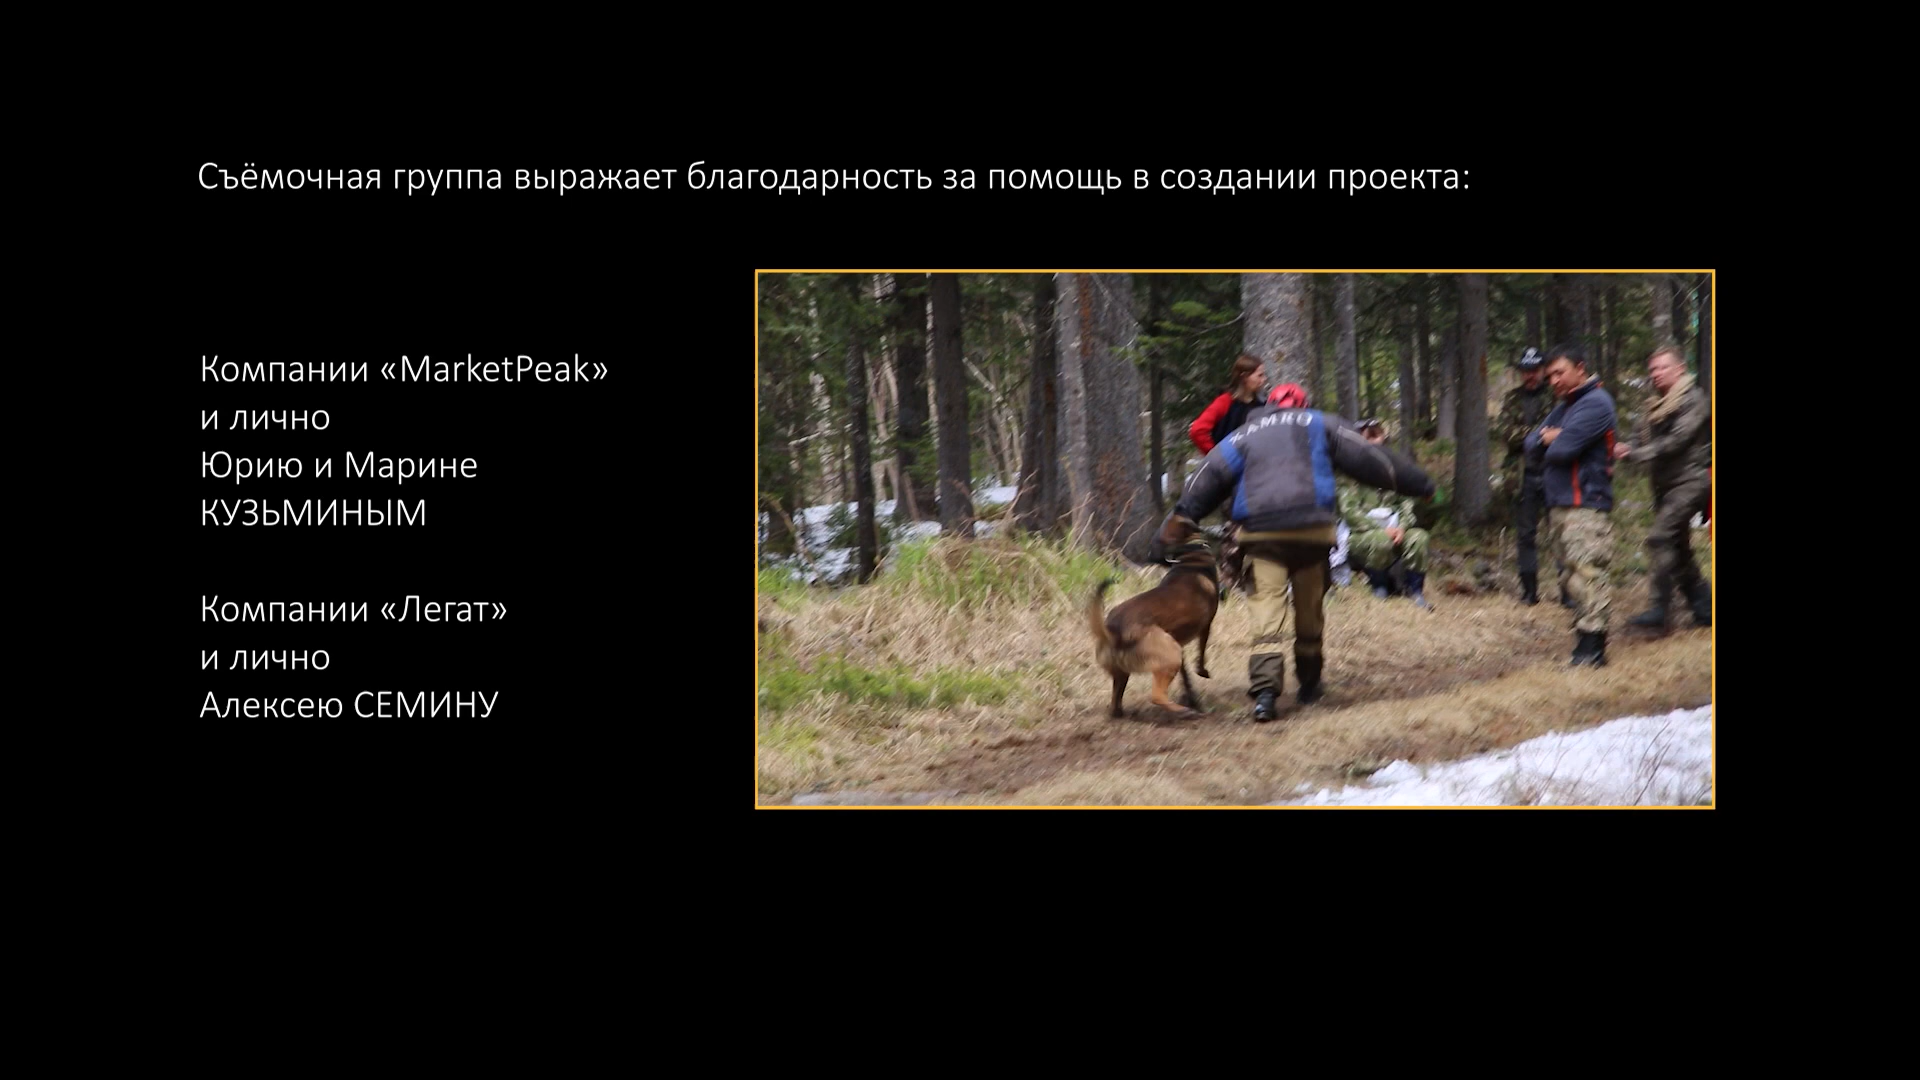 Съёмочная группа выражает благодарность за помощь в создании проекта:
Компании «MarketPeak»
и лично
Юрию и Марине
КУЗЬМИНЫМ
Компании «Легат»
и лично
Алексею СЕМИНУ